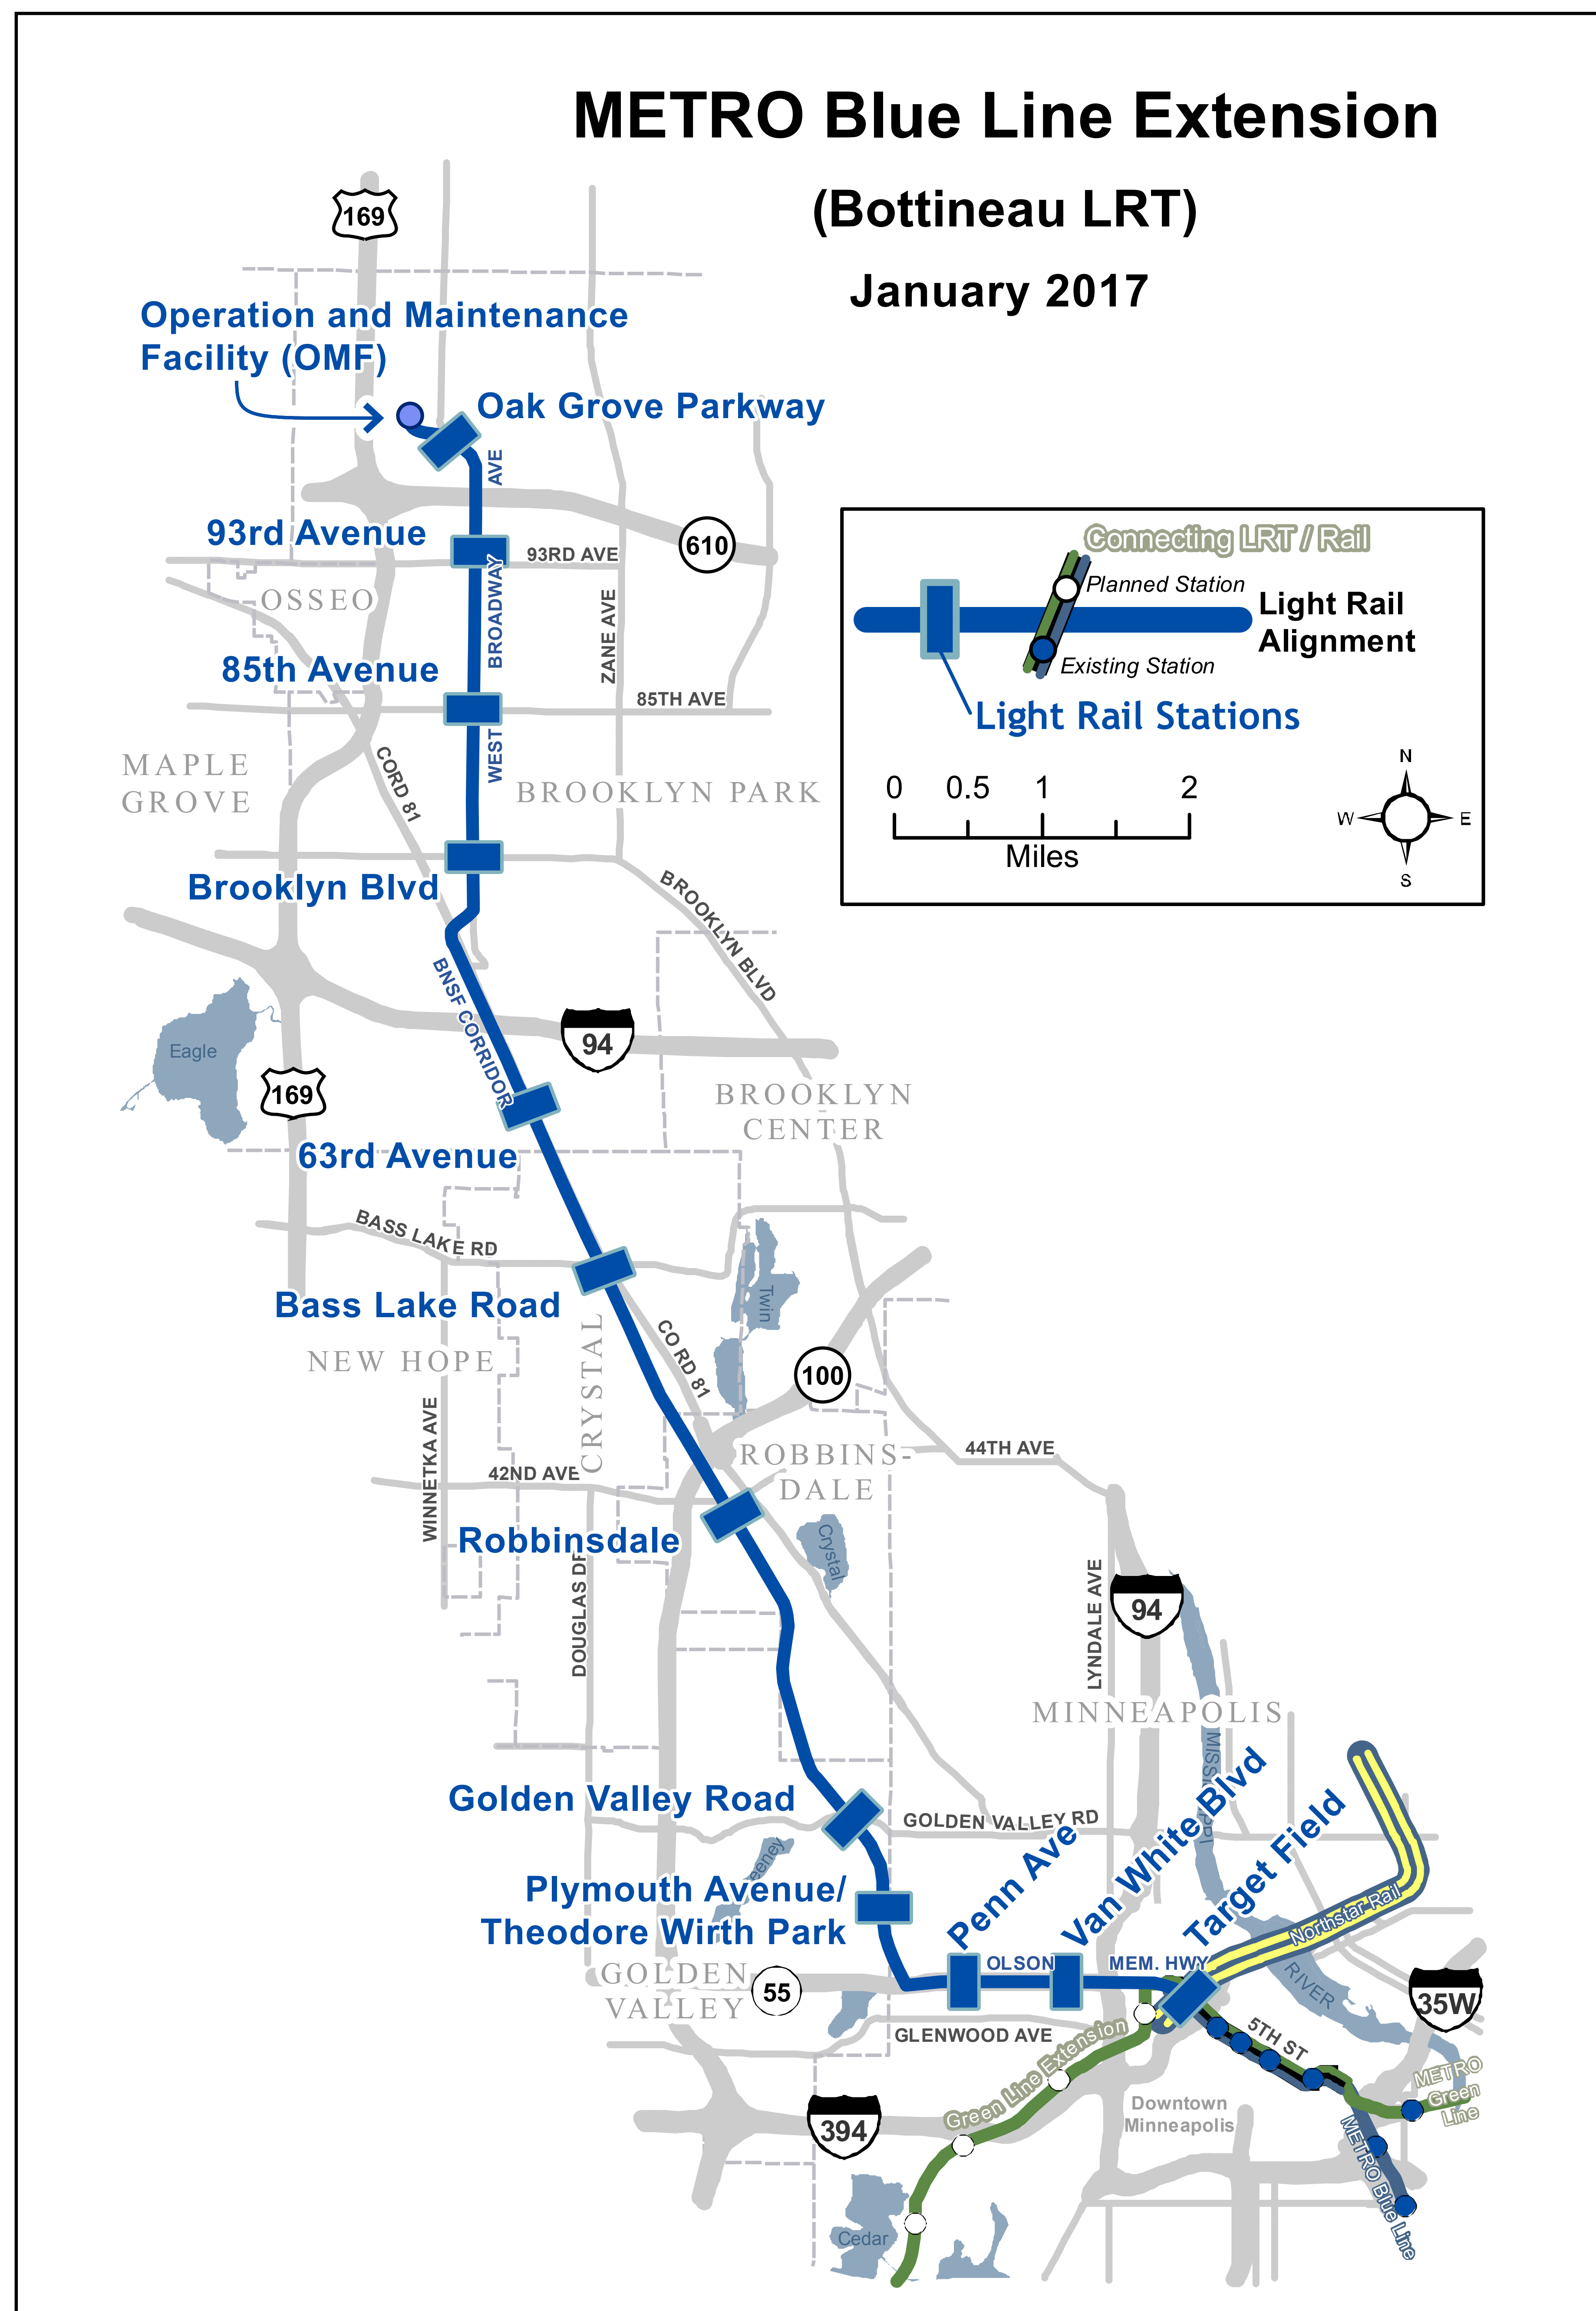 METRO Blue Line Extension
(Bottineau LRT)
January 2017
169
Operation and Maintenance
Facility (OMF)
Oak Grove Parkway
AVE
93rd Avenue
93RD AVE
610
OSSEO
BROADWAY
ZANE AVE
85th Avenue
85TH AVE
WEST
MAPLE
GROVE
CORD 81
BROOKLYN PARK
Connecting LRT / Rail
Planned Station
Light Rail
Alignment
Existing Station
Light Rail Stations
0 0.5 1 2
Miles
N
W E
S
Brooklyn Blvd
BROOKLYN BLVD
BNSF CORRIDOR
Eagle
94
169
BROOKLYN
CENTER
63rd Avenue
BASS LAKE RD
Bass Lake Road
Twin
NEW HOPE
CRYSTAL
CO RD 81
100
WINNETKA AVE
42ND AVE
ROBBINS-
DALE
44TH AVE
Robbinsdale
Crystal
DOUGLAS DR
LYNDALE AVE
94
MINNEAPOLIS
MISSISSIPPI
Golden Valley Road
GOLDEN VALLEY RD
Penn Ave
Van White Blvd
Target Field
Plymouth Avenue/
Theodore Wirth Park
Northstar Rail
OLSON
MEM. HWY
GOLDEN
VALLEY
55
RIVER
35W
GLENWOOD AVE
5TH ST
Green Line Extension
METRO
Green
Line
394
Downtown
Minneapolis
METRO Blue Line
Cedar